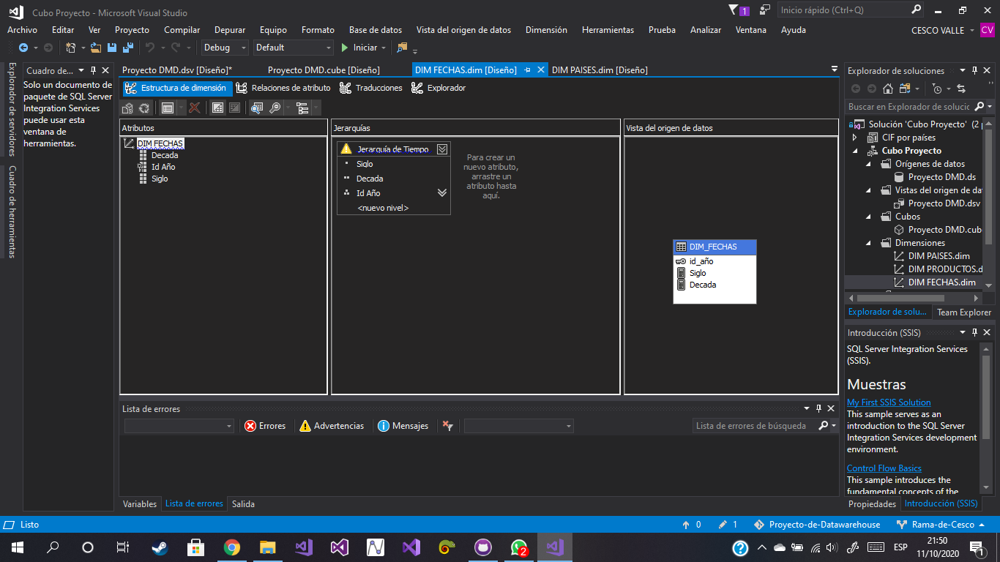 Cubo Proyecto - Microsoft Visual Studio
1
Inicio rápido (Ctrl+Q)
Archivo Editar Ver Proyecto Compilar Depurar Equipo Formato Base de datos Vista del origen de datos Dimensión Herramientas Prueba Analizar Ventana Ayuda
CESCO VALLE CV
Debug Default Iniciar
Explorador de servidores
Cuadro de herramientas
Cuadro de...
Solo un documento de
paquete de SQL Server
Integration Services
puede usar esta
ventana de
herramientas.
Proyecto DMD.dsv [Diseño]* Proyecto DMD.cube [Diseño] DIM FECHAS.dim [Diseño] DIM PAISES.dim [Diseño]
Estructura de dimensión Relaciones de atributo Traducciones Explorador
Atributos
DIM FECHAS
Decada
Id Año
Siglo
Jerarquías
Jerarquía de Tiempo
Siglo
Decada
Id Año
<nuevo nivel>
Para crear un
nuevo atributo,
arrastre un
atributo hasta
aquí.
Vista del origen de datos
DIM_FECHAS
id_año
Siglo
Decada
Lista de errores
Errores Advertencias Mensajes
Lista de errores de búsqueda
Variables Lista de errores Salida
Explorador de soluciones
Buscar en Explorador de solucio
Solución 'Cubo Proyecto' (2 p
CIF por países
Cubo Proyecto
Orígenes de datos
Proyecto DMD.ds
Vistas del origen de dat
Proyecto DMD.dsv
Cubos
Proyecto DMD.cub
Dimensiones
DIM PAISES.dim
DIM PRODUCTOS.d
DIM FECHAS.dim
Explorador de solu... Team Explorer
Introducción (SSIS)
SQL Server Integration Services
(SSIS).
Muestras
My First SSIS Solution
This sample serves as an
introduction to the SQL Server
Integration Services development
environment.
Control Flow Basics
This sample introduces the
fundamental concepts of the
Propiedades Introducción (SSIS)
Listo
0 1 Proyecto-de-Datawarehouse Rama-de-Cesco
2
ESP
21:50
11/10/2020
1